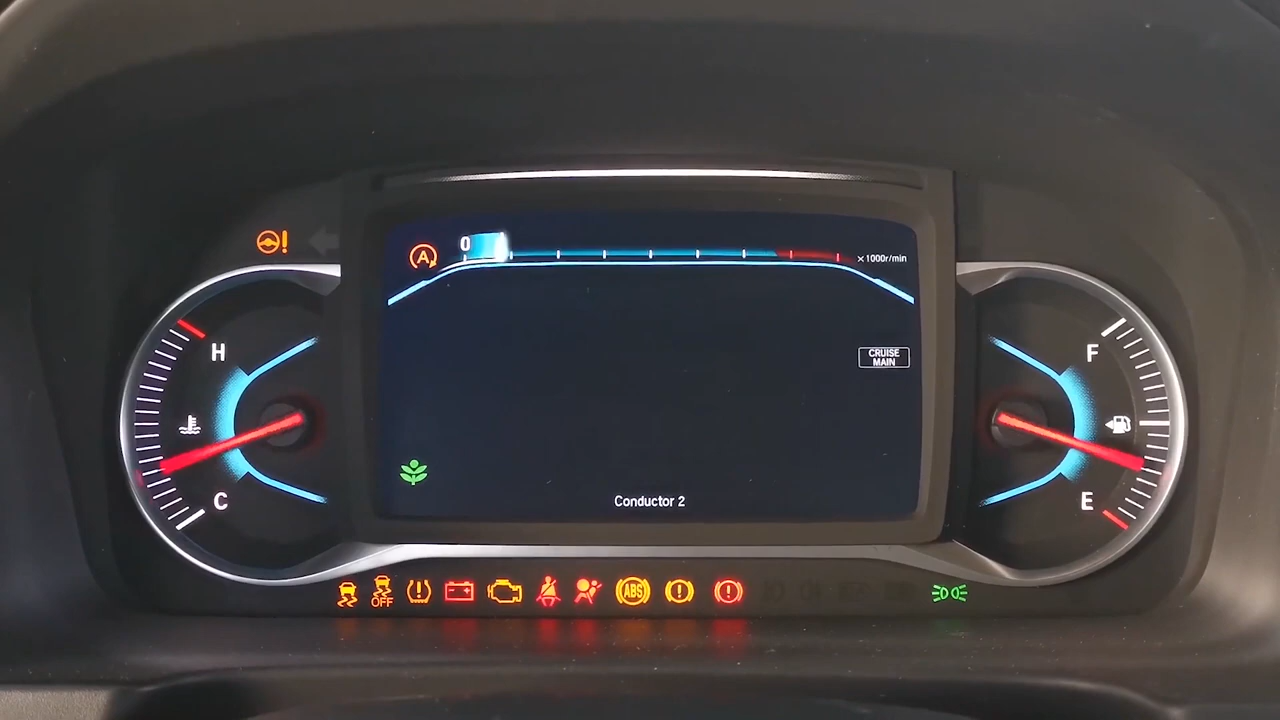 A
0
×1000r/min
H
F
CRUISE
MAIN
C
E
Conductor 2
OFF
ABS